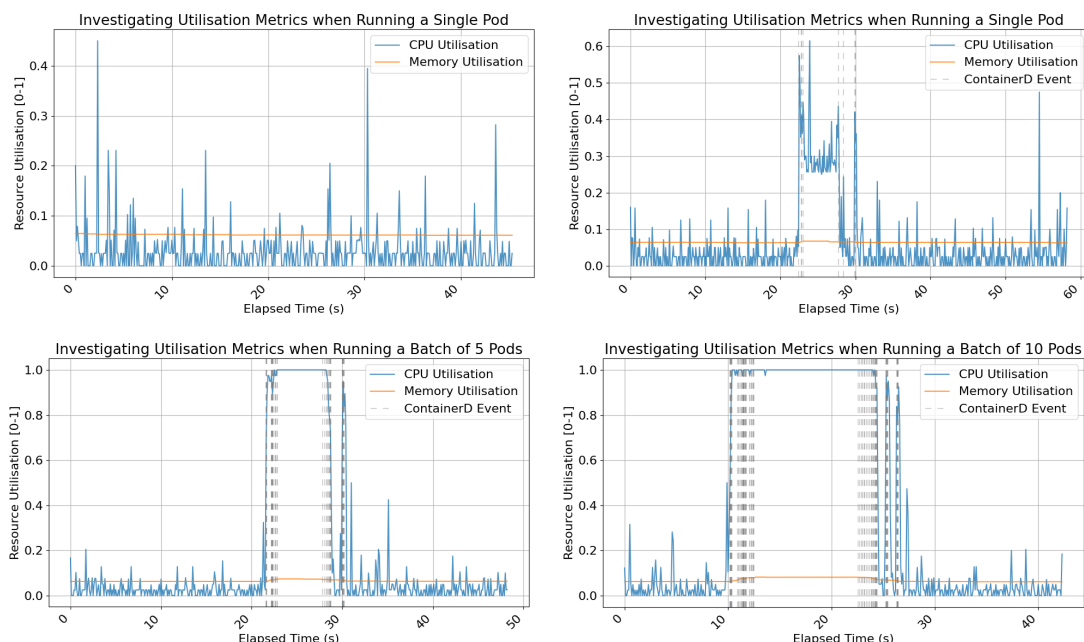 Investigating Utilisation Metrics when Running a Single Pod
Resource Utilisation [0-1]
0.4
0.3
0.2
0.1
0.0
CPU Utilisation
Memory Utilisation
0
10
20
30
40
Elapsed Time (s)
Investigating Utilisation Metrics when Running a Single Pod
Resource Utilisation [0-1]
0.6
0.5
0.4
0.3
0.2
0.1
0.0
CPU Utilisation
Memory Utilisation
ContainerD Event
0
10
20
30
40
50
60
Elapsed Time (s)
Investigating Utilisation Metrics when Running a Batch of 5 Pods
Resource Utilisation [0-1]
1.0
0.8
0.6
0.4
0.2
0.0
CPU Utilisation
Memory Utilisation
ContainerD Event
0
10
20
30
40
50
Elapsed Time (s)
Investigating Utilisation Metrics when Running a Batch of 10 Pods
Resource Utilisation [0-1]
1.0
0.8
0.6
0.4
0.2
0.0
CPU Utilisation
Memory Utilisation
ContainerD Event
0
10
20
30
40
Elapsed Time (s)